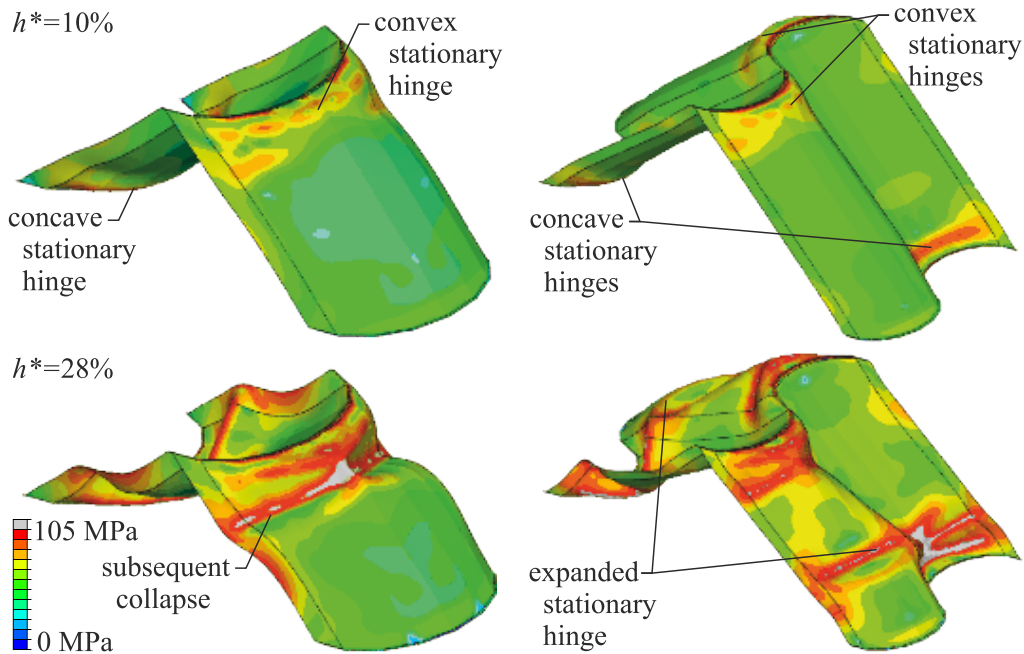 h*=10%
convex
stationary
hinge
concave
stationary
hinge
convex
stationary
hinges
concave
stationary
hinges
h*=28%
105 MPa
0 MPa
subsequent
collapse
expanded
stationary
hinge